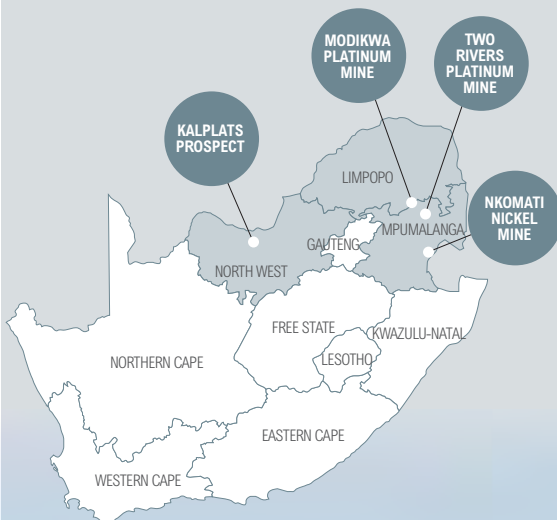 MODIKWA
PLATINUM
MINE
TWO
RIVERS
PLATINUM
MINE
KALPLATS
PROSPECT
LIMPOPO
NKOMATI
NICKEL
MINE
MPUMALANGA
GAUTENG
NORTH WEST
FREE STATE
KWAZULU-NATAL
LESOTHO
NORTHERN CAPE
EASTERN CAPE
WESTERN CAPE